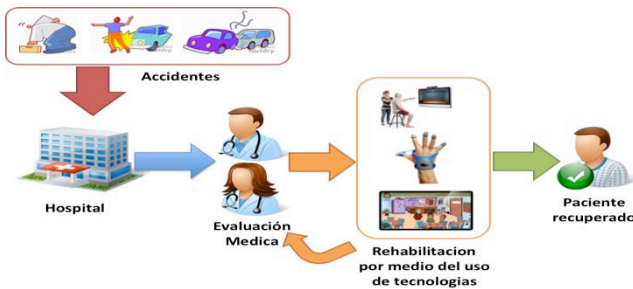 Accidentes
Hospital
Evaluación
Medica
Rehabilitacion
por medio del uso
de tecnologias
Paciente
recuperado